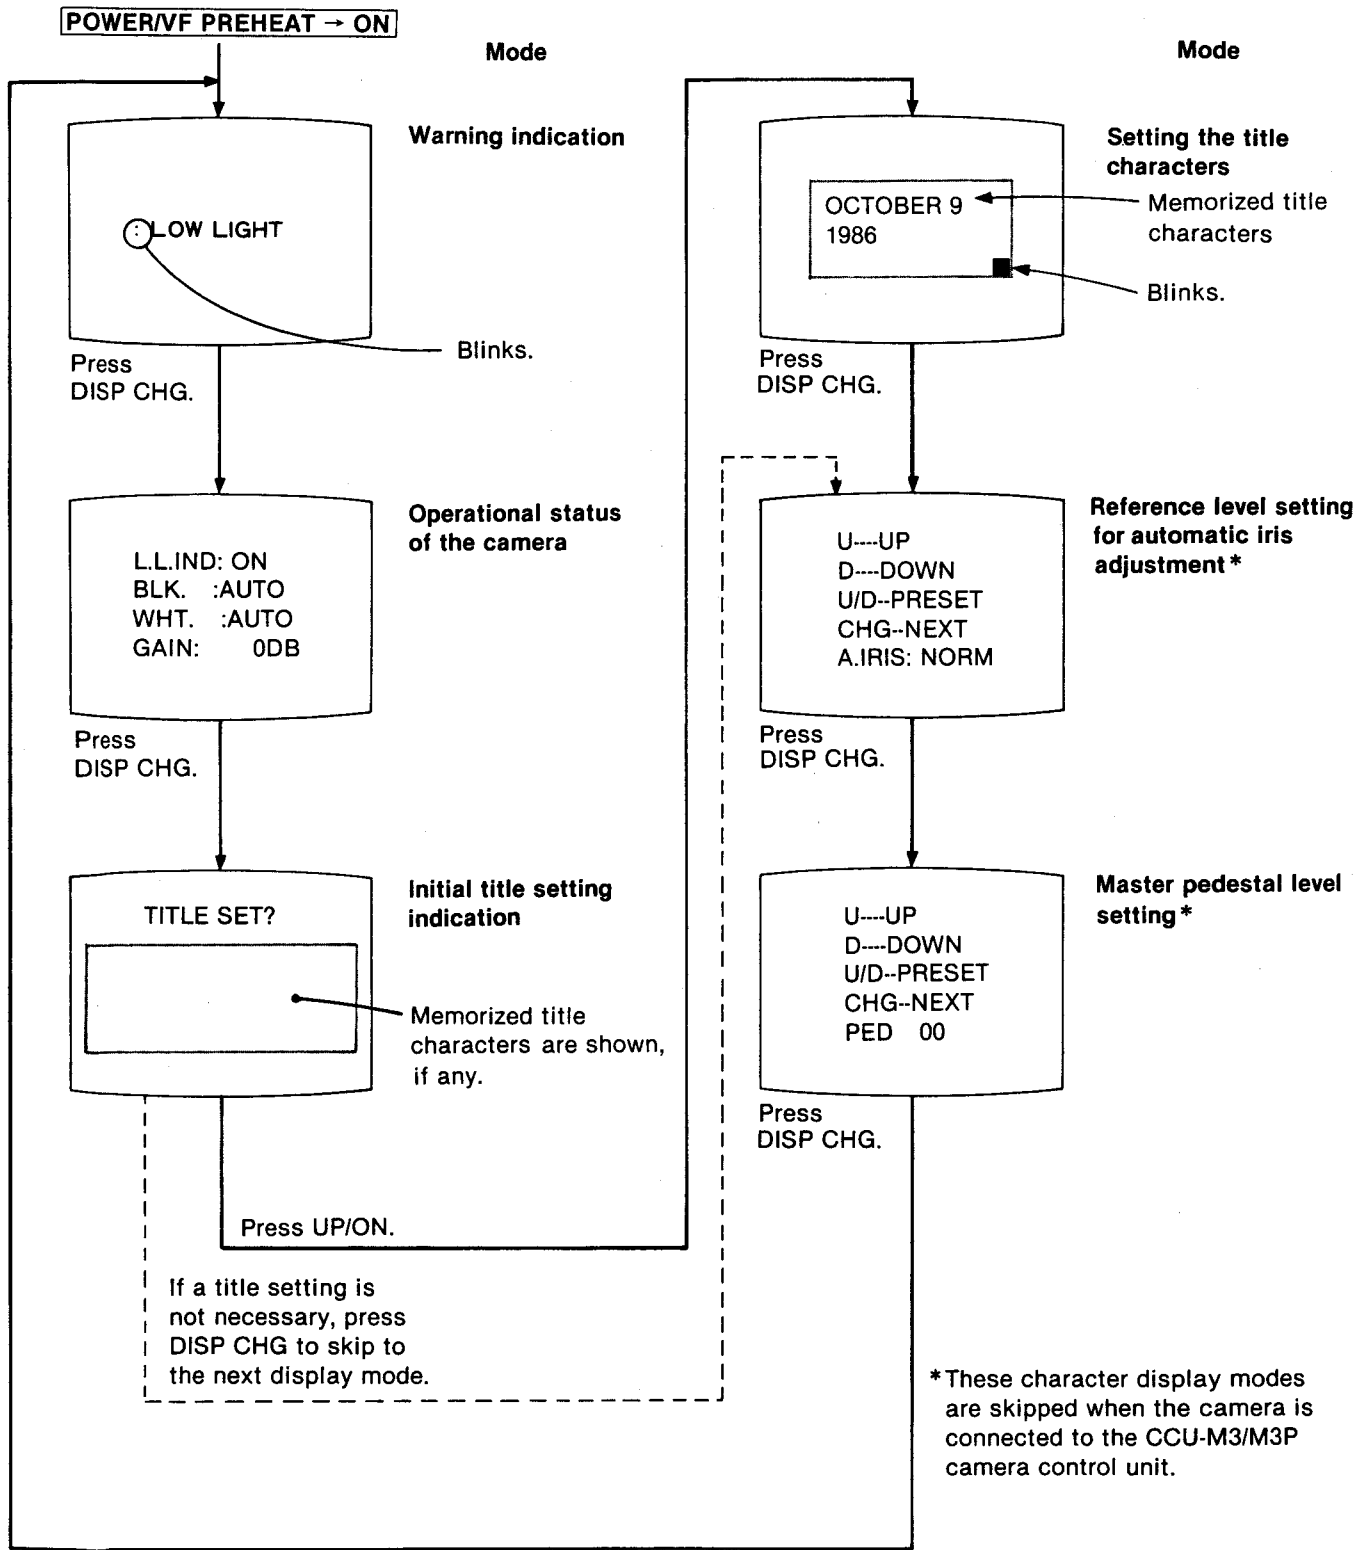 POWER/VF PREHEAT → ON
Mode
Warning indication
:LOW LIGHT
Blinks.
Press
DISP CHG.
Operational status
of the camera
L.L.IND: ON
BLK. :AUTO
WHT. :AUTO
GAIN: 0DB
Press
DISP CHG.
Initial title setting
indication
TITLE SET?
Memorized title
characters are shown,
if any.
Press UP/ON.
If a title setting is
not necessary, press
DISP CHG to skip to
the next display mode.
Mode
Setting the title
characters
OCTOBER 9
1986
Memorized title
characters
Blinks.
Press
DISP CHG.
Reference level setting
for automatic iris
adjustment*
U----UP
D----DOWN
U/D--PRESET
CHG--NEXT
A.IRIS: NORM
Press
DISP CHG.
Master pedestal level
setting*
U----UP
D----DOWN
U/D--PRESET
CHG--NEXT
PED 00
Press
DISP CHG.
*These character display modes
are skipped when the camera is
connected to the CCU-M3/M3P
camera control unit.